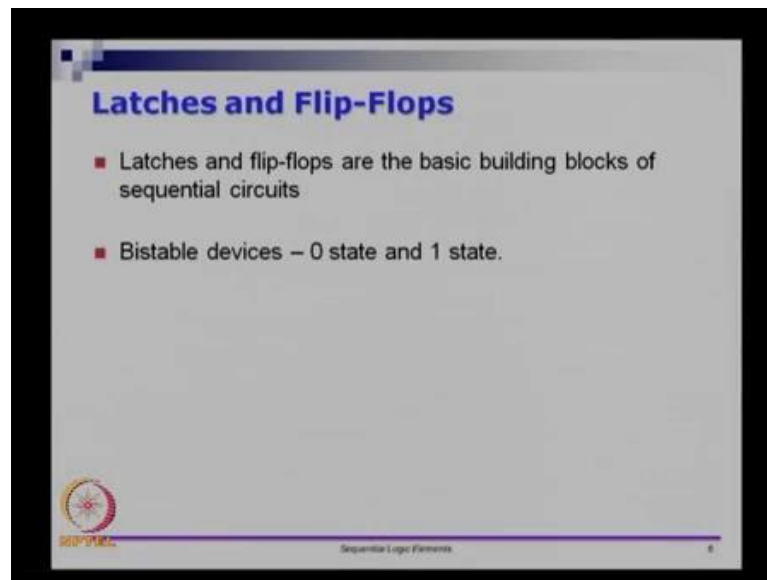 Latches and Flip-Flops
Latches and flip-flops are the basic building blocks of
sequential circuits
Bistable devices – 0 state and 1 state.
NPTEL
Sequential Logic Elements